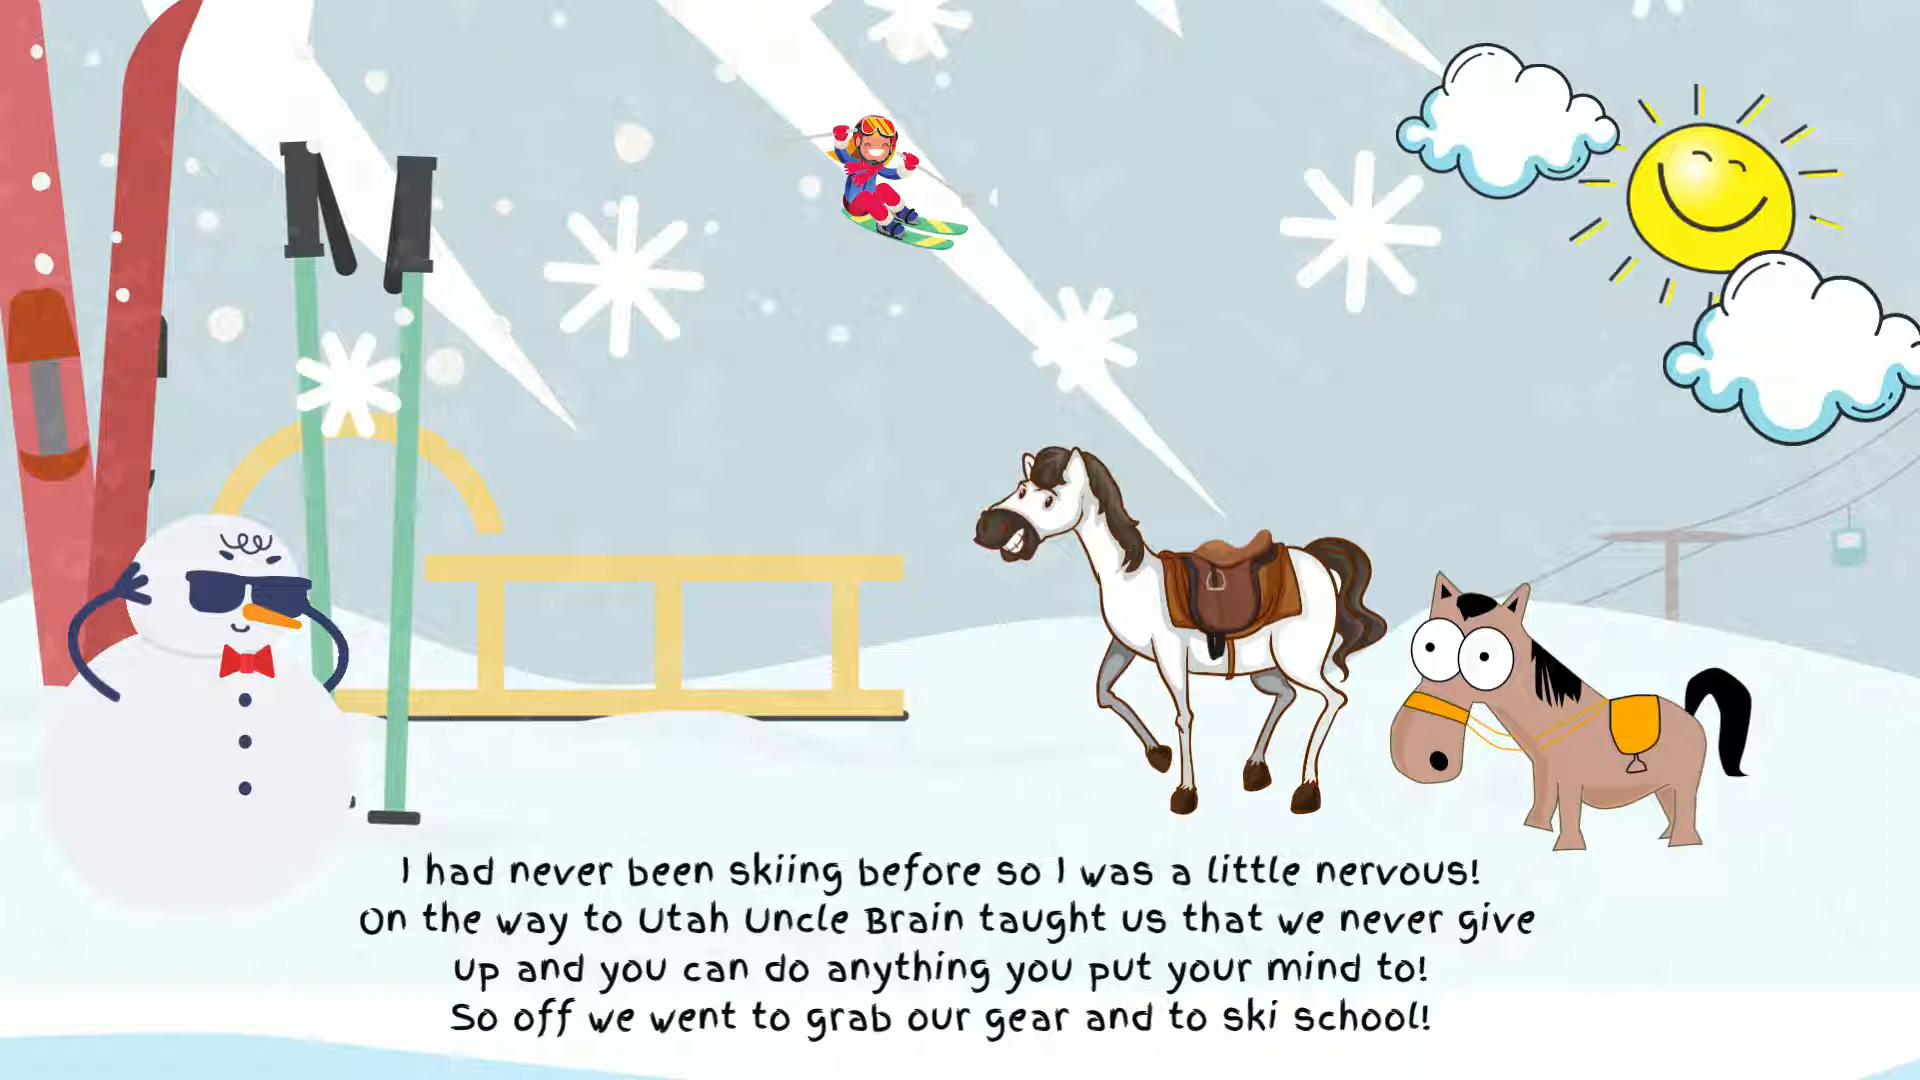 I had never been skiing before so I was a little nervous!
On the way to Utah Uncle Brain taught us that we never give
up and you can do anything you put your mind to!
So off we went to grab our gear and to ski school!